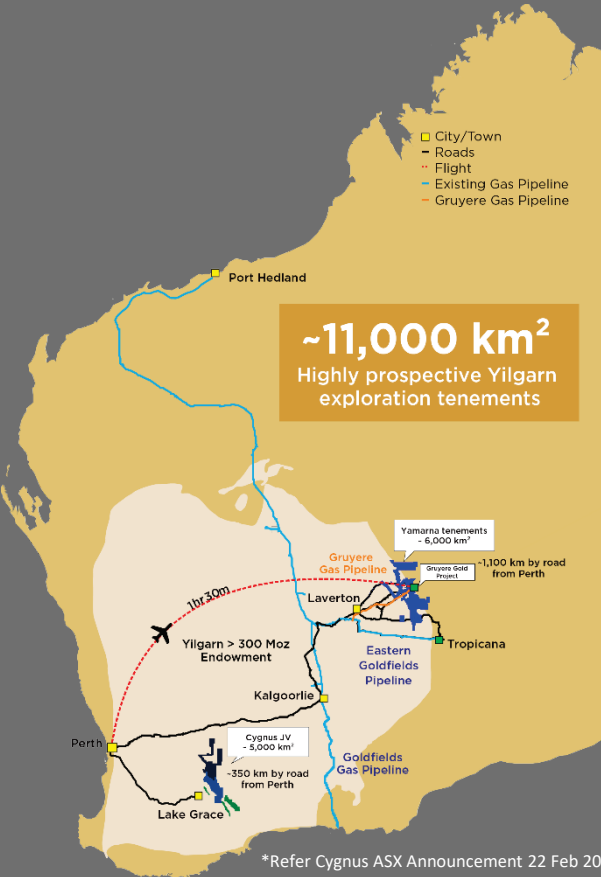 City/Town
Roads
Flight
Existing Gas Pipeline
Gruyere Gas Pipeline
Port Hedland
~11,000 km²
Highly prospective Yilgarn
exploration tenements
Yamarna tenements
~ 6,000 km²
Gruyere
Gas Pipeline
Gruyere Gold
Project
~1,100 km by road
from Perth
1hr30m
Laverton
Yilgarn > 300 Moz
Endowment
Tropicana
Eastern
Goldfields
Pipeline
Kalgoorlie
Perth
Cygnus JV
~ 5,000 km²
~350 km by road
from Perth
Goldfields
Gas Pipeline
Lake Grace
*Refer Cygnus ASX Announcement 22 Feb 20